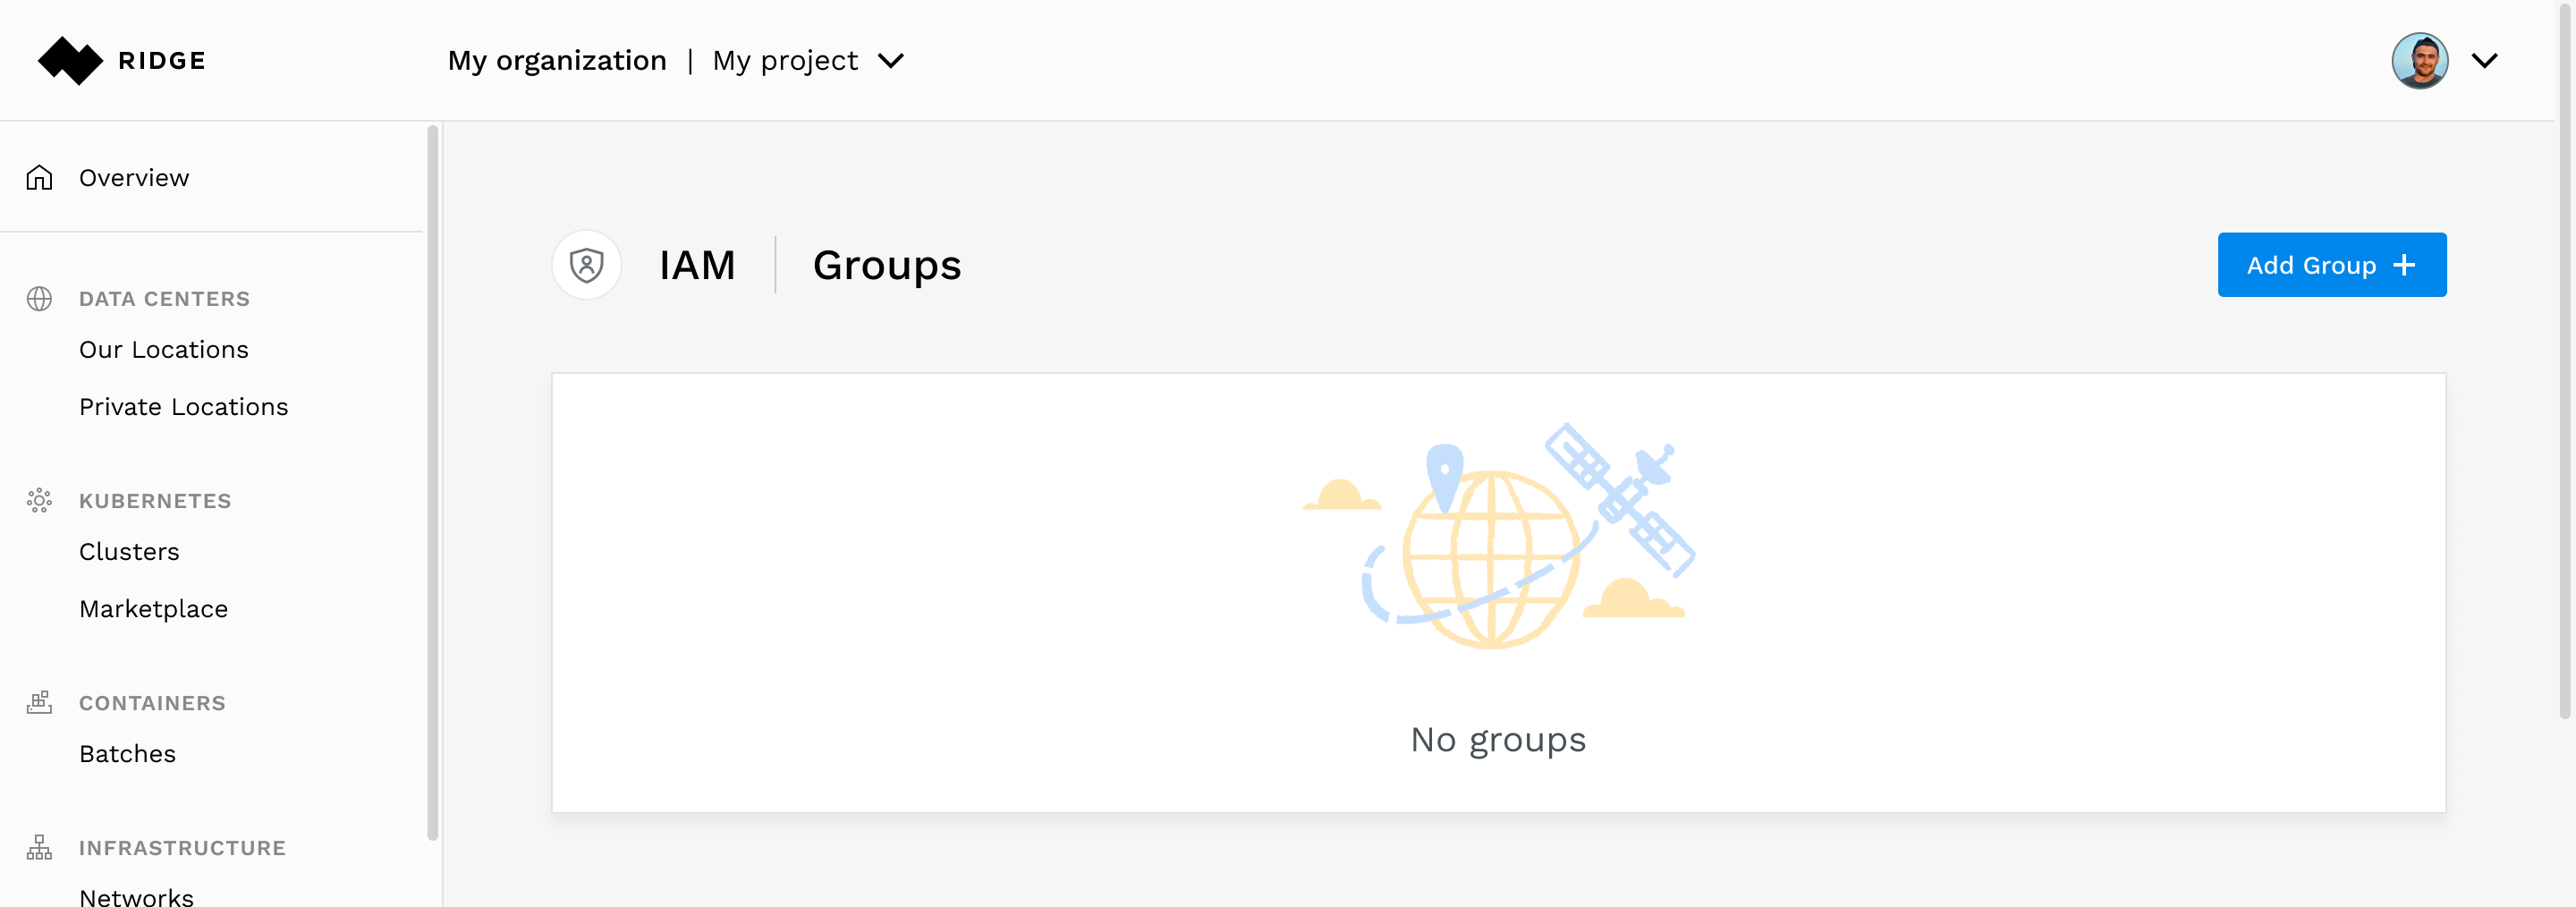 RIDGE
My organization | My project
Overview
DATA CENTERS
Our Locations
Private Locations
KUBERNETES
Clusters
Marketplace
CONTAINERS
Batches
INFRASTRUCTURE
Networks
IAM | Groups
Add Group +
No groups